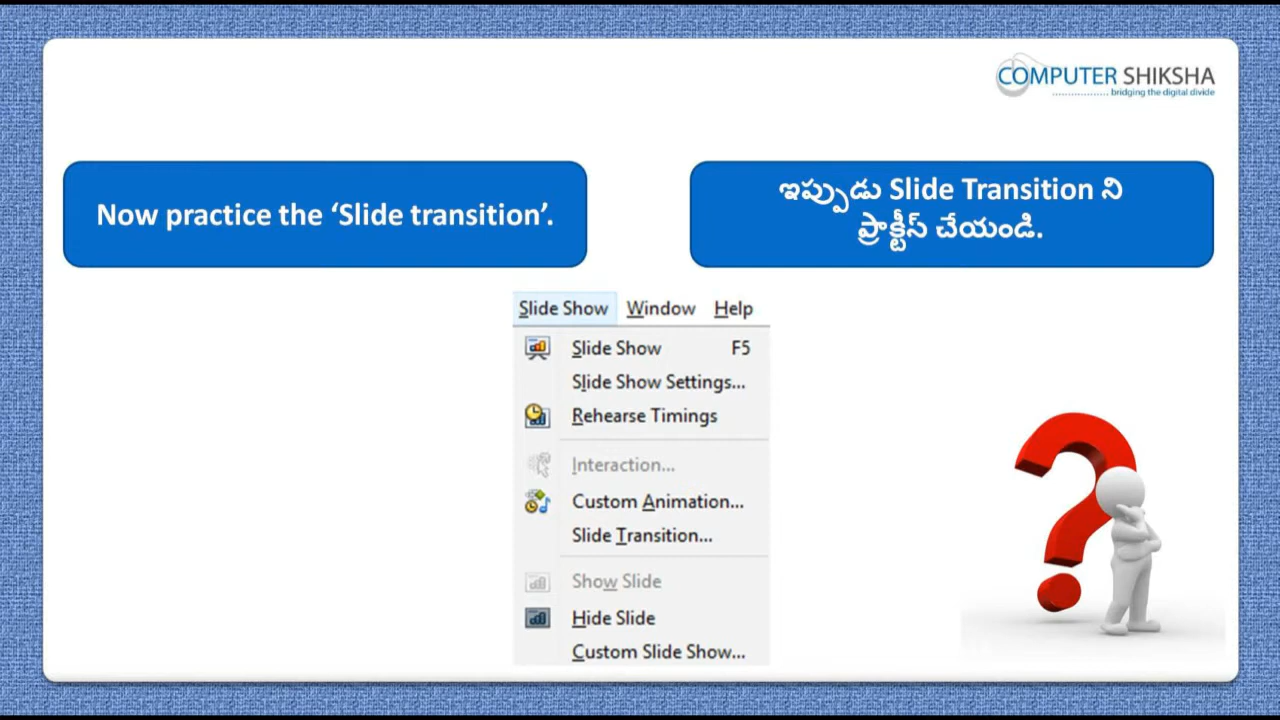 COMPUTER SHIKSHA
bridging the digital divide
Now practice the ‘Slide transition’.
ఇప్పుడు Slide Transition ని
ప్రాక్టీస్ చేయండి.
Slide Show Window Help
Slide Show F5
Slide Show Settings...
Rehearse Timings
Interaction...
Custom Animation...
Slide Transition...
Show Slide
Hide Slide
Custom Slide Show...